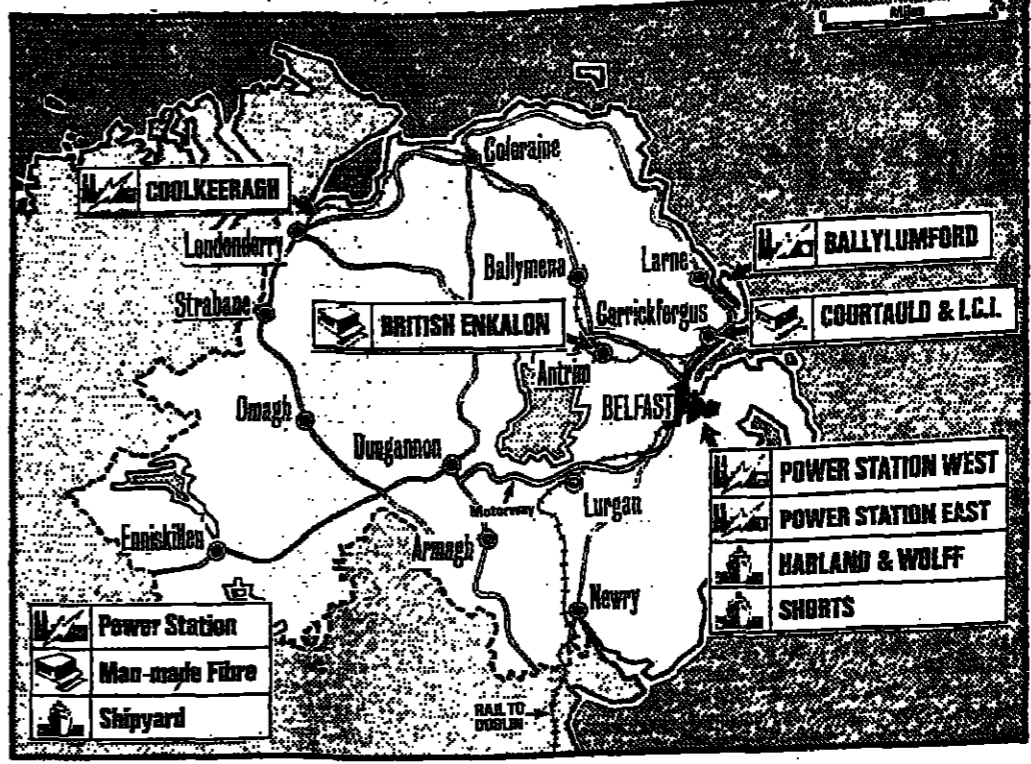 0 Miles
Coleraine
COOLKEERAGH
Londonderry
BALLYLUMFORD
Ballymena
Larne
Strabane
BRITISH ENKALON
Carrickfergus
COURTAULD & I.C.I.
Antrim
BELFAST
Omagh
Dungannon
POWER STATION WEST
Motorway
Lurgan
POWER STATION EAST
Enniskillen
Armagh
HARLAND & WOLFF
Newry
SHORTS
Power Station
Man-made Fibre
Shipyard
RAIL TO
DUBLIN